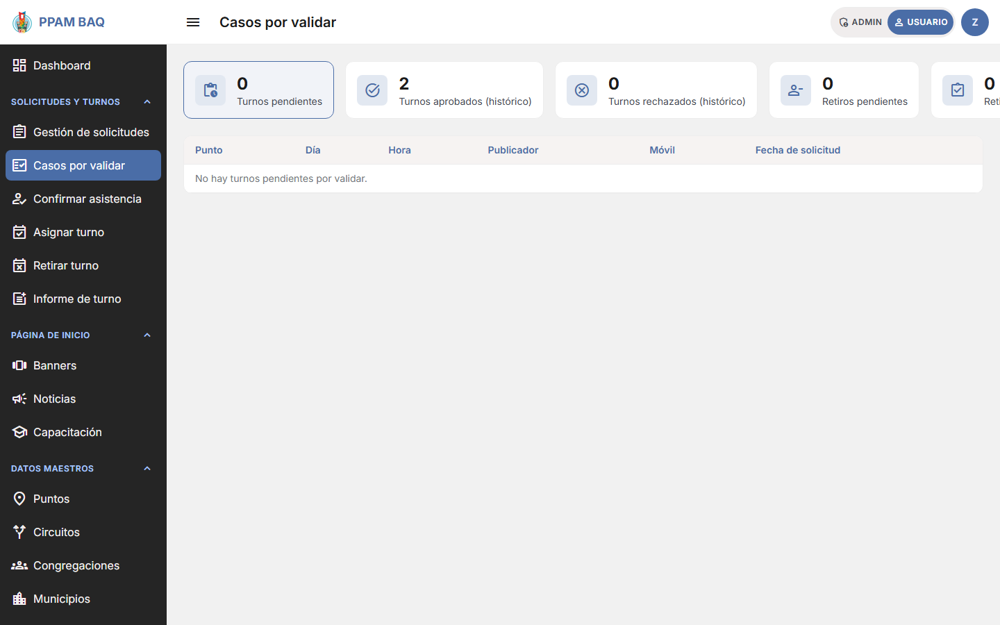 PPAM BAQ
Casos por validar
ADMIN
USUARIO
Z
Dashboard
SOLICITUDES Y TURNOS
Gestión de solicitudes
Casos por validar
Confirmar asistencia
Asignar turno
Retirar turno
Informe de turno
PÁGINA DE INICIO
Banners
Noticias
Capacitación
DATOS MAESTROS
Puntos
Circuitos
Congregaciones
Municipios
0
Turnos pendientes
2
Turnos aprobados (histórico)
0
Turnos rechazados (histórico)
0
Retiros pendientes
0
Punto Día Hora Publicador Móvil Fecha de solicitud
No hay turnos pendientes por validar.